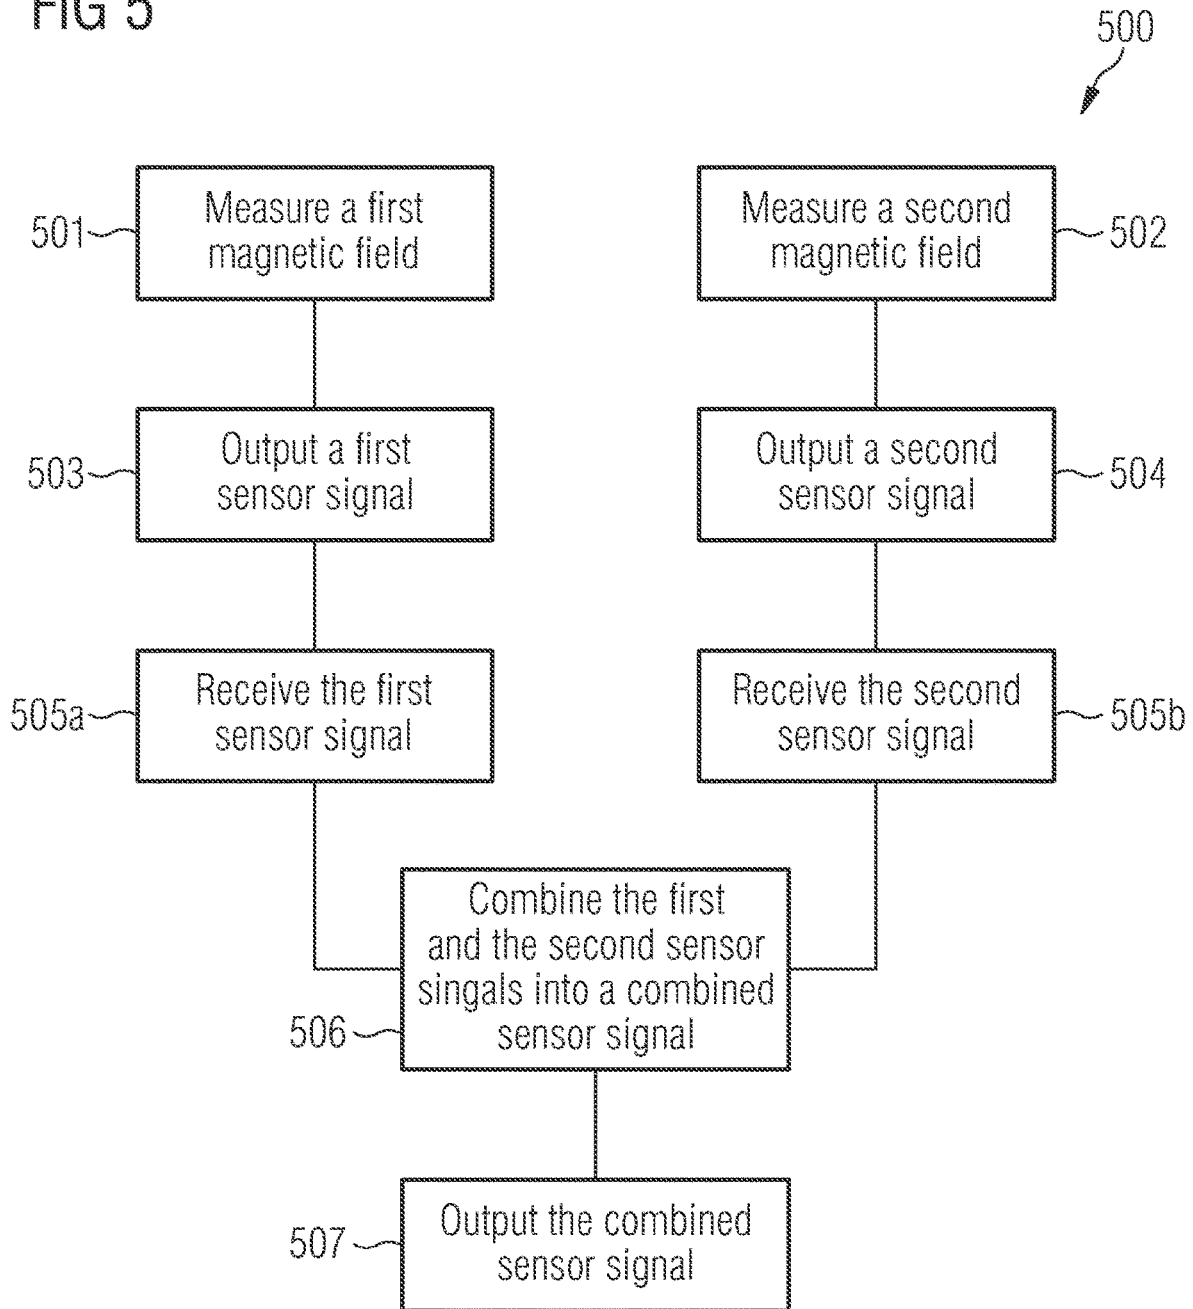 FIG 5
500
501
Measure a first
magnetic field
Measure a second
magnetic field
502
503
Output a first
sensor signal
Output a second
sensor signal
504
505a
Receive the first
sensor signal
Receive the second
sensor signal
505b
Combine the first
and the second sensor
singals into a combined
sensor signal
506
507
Output the combined
sensor signal